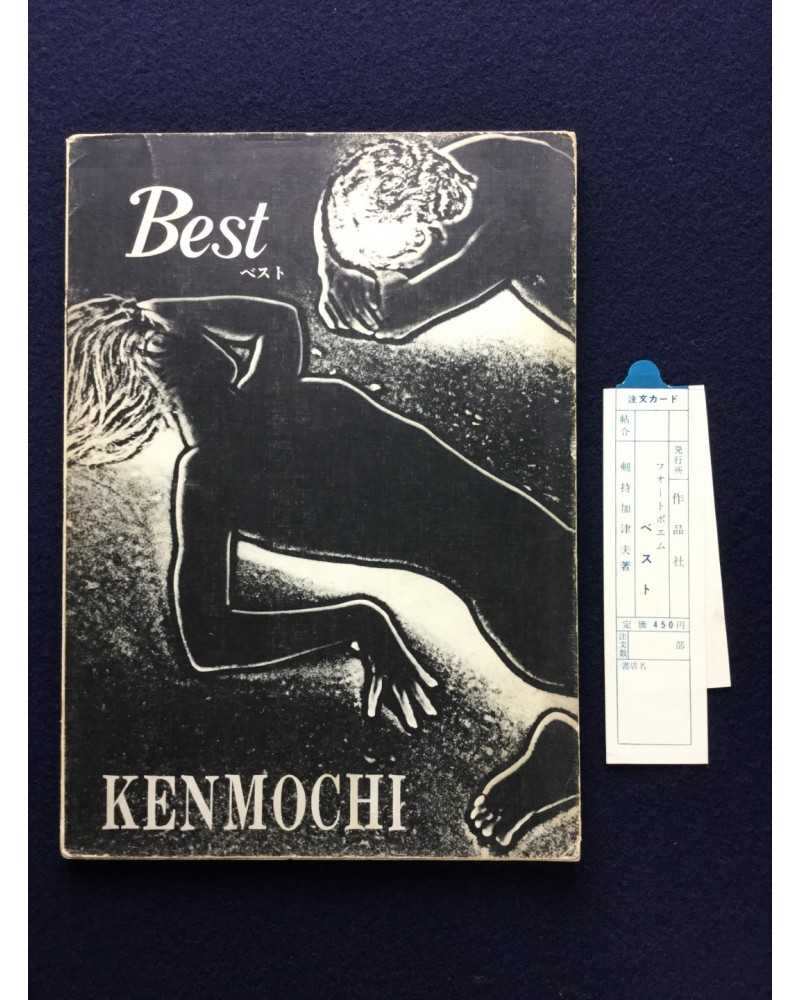 Best
ベスト
KENMOCHI
注文カード
帖合
発行所
作品社
フオートポエム
ベスト
剣持加津夫著
定価450円
注文数
部
書店名